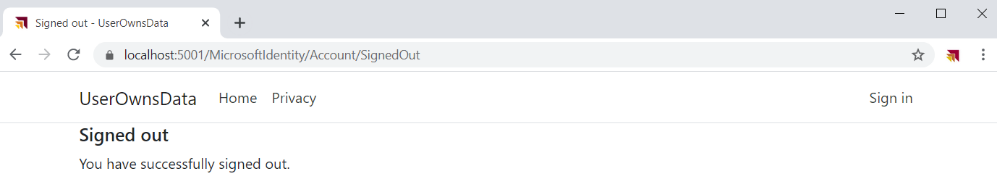 Signed out - UserOwnsData
localhost:5001/MicrosoftIdentity/Account/SignedOut
UserOwnsData Home Privacy Sign in
Signed out
You have successfully signed out.